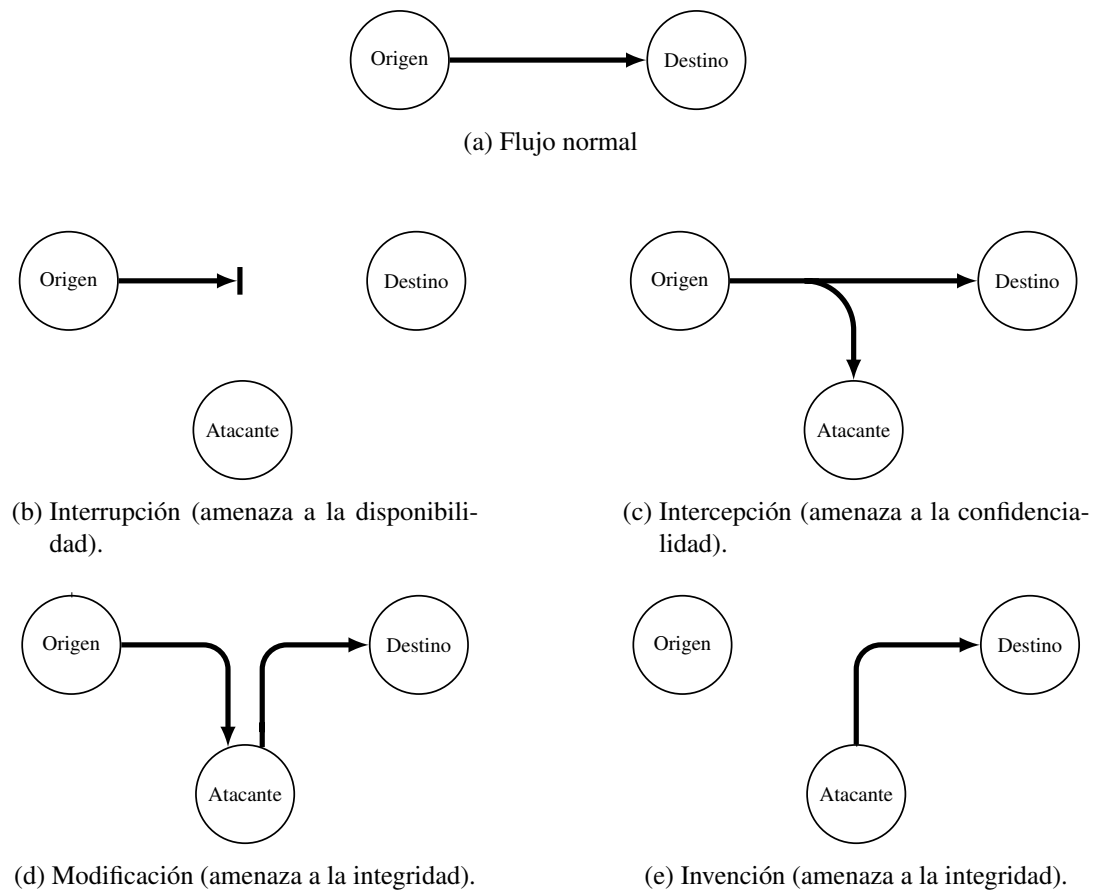 Origen
Destino
(a) Flujo normal
Origen
Destino
Atacante
(b) Interrupción (amenaza a la disponibili-
dad).
Origen
Destino
Atacante
(c) Intercepción (amenaza a la confidencia-
lidad).
Origen
Destino
Atacante
(d) Modificación (amenaza a la integridad).
Origen
Destino
Atacante
(e) Invención (amenaza a la integridad).